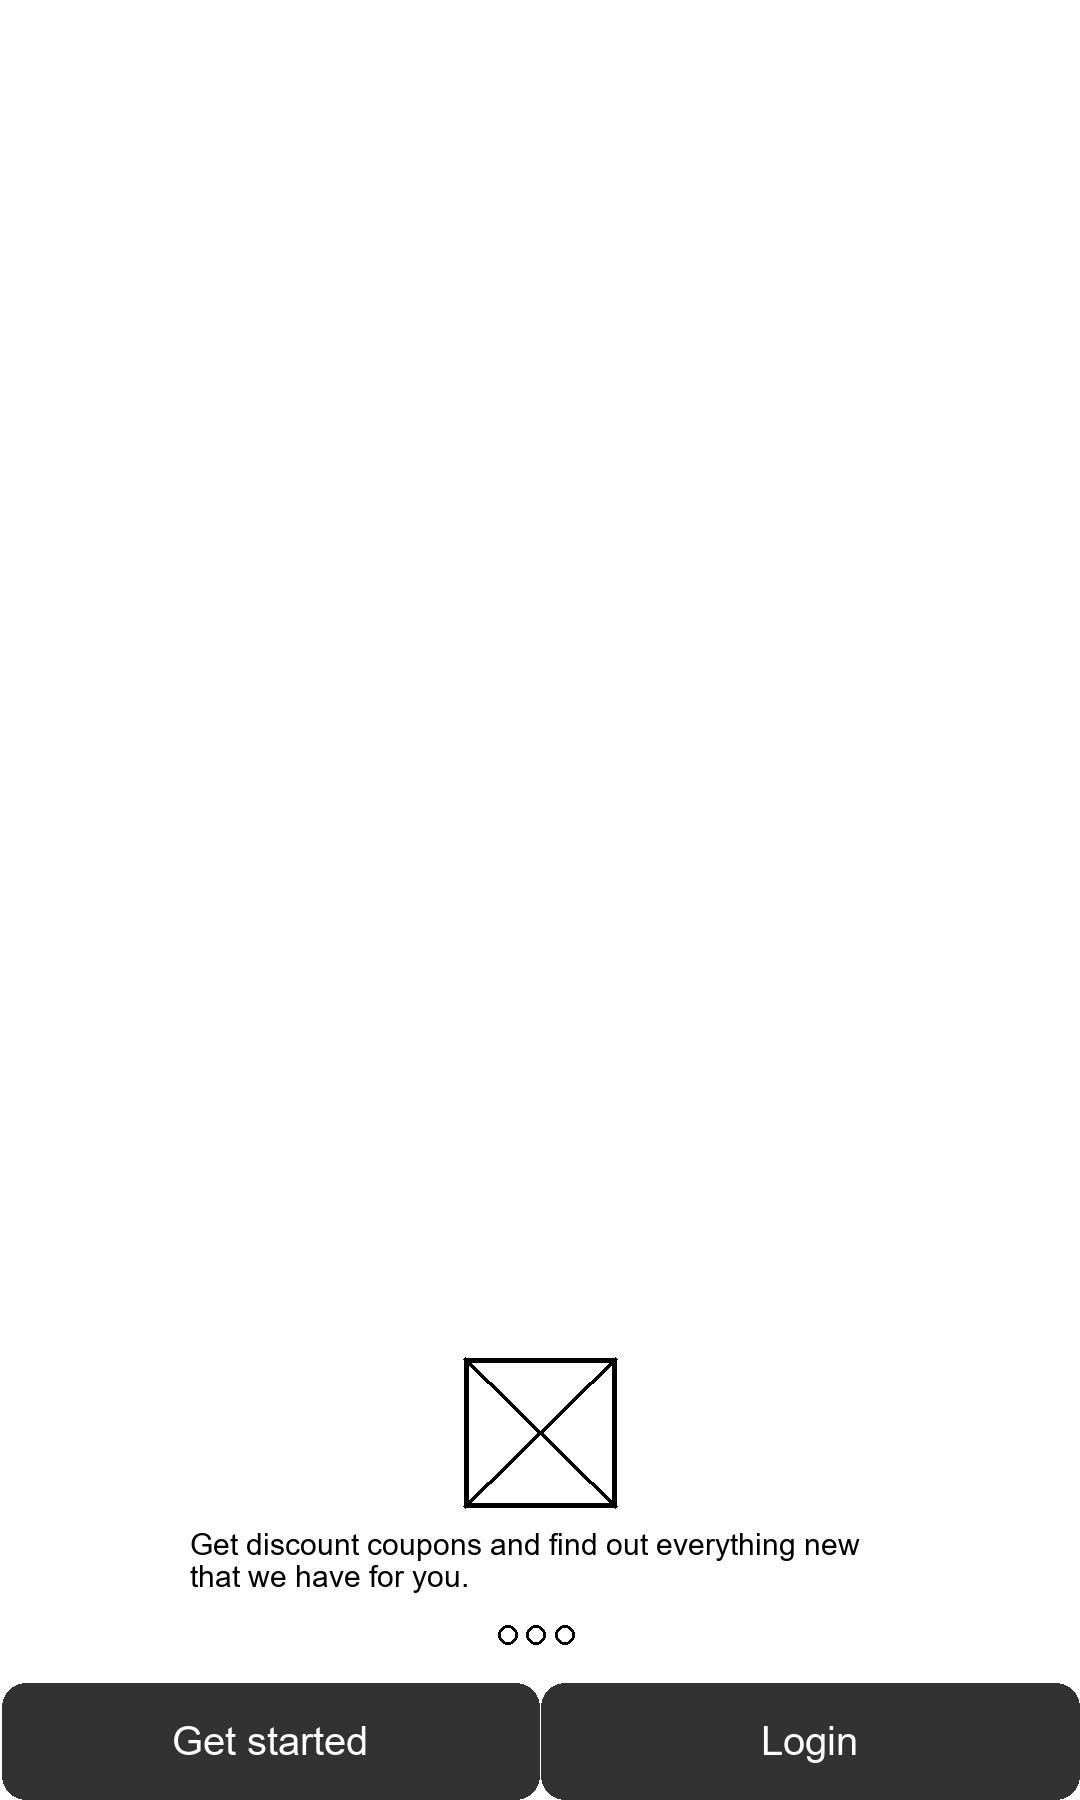 Get discount coupons and find out everything new
that we have for you.
Get started
Login